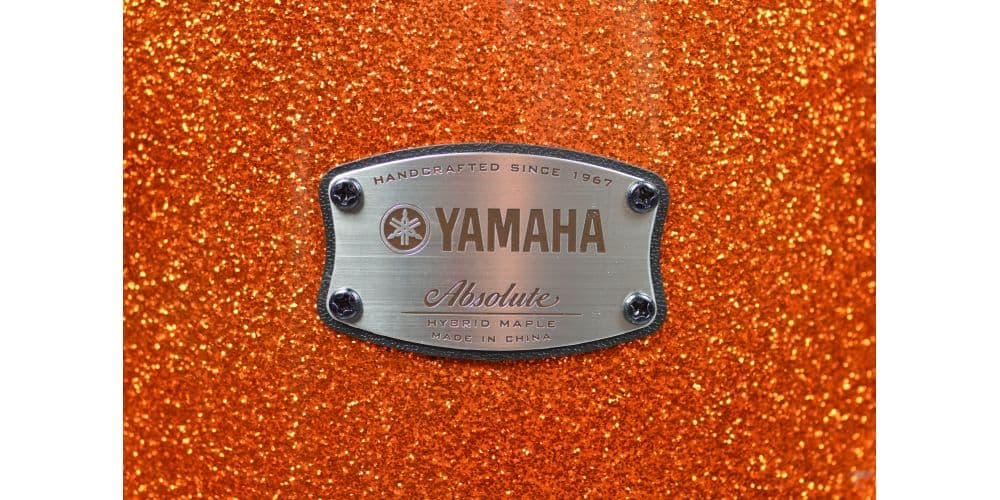 HANDCRAFTED SINCE 1967
YAMAHA
Absolute
HYBRID MAPLE
MADE IN CHINA